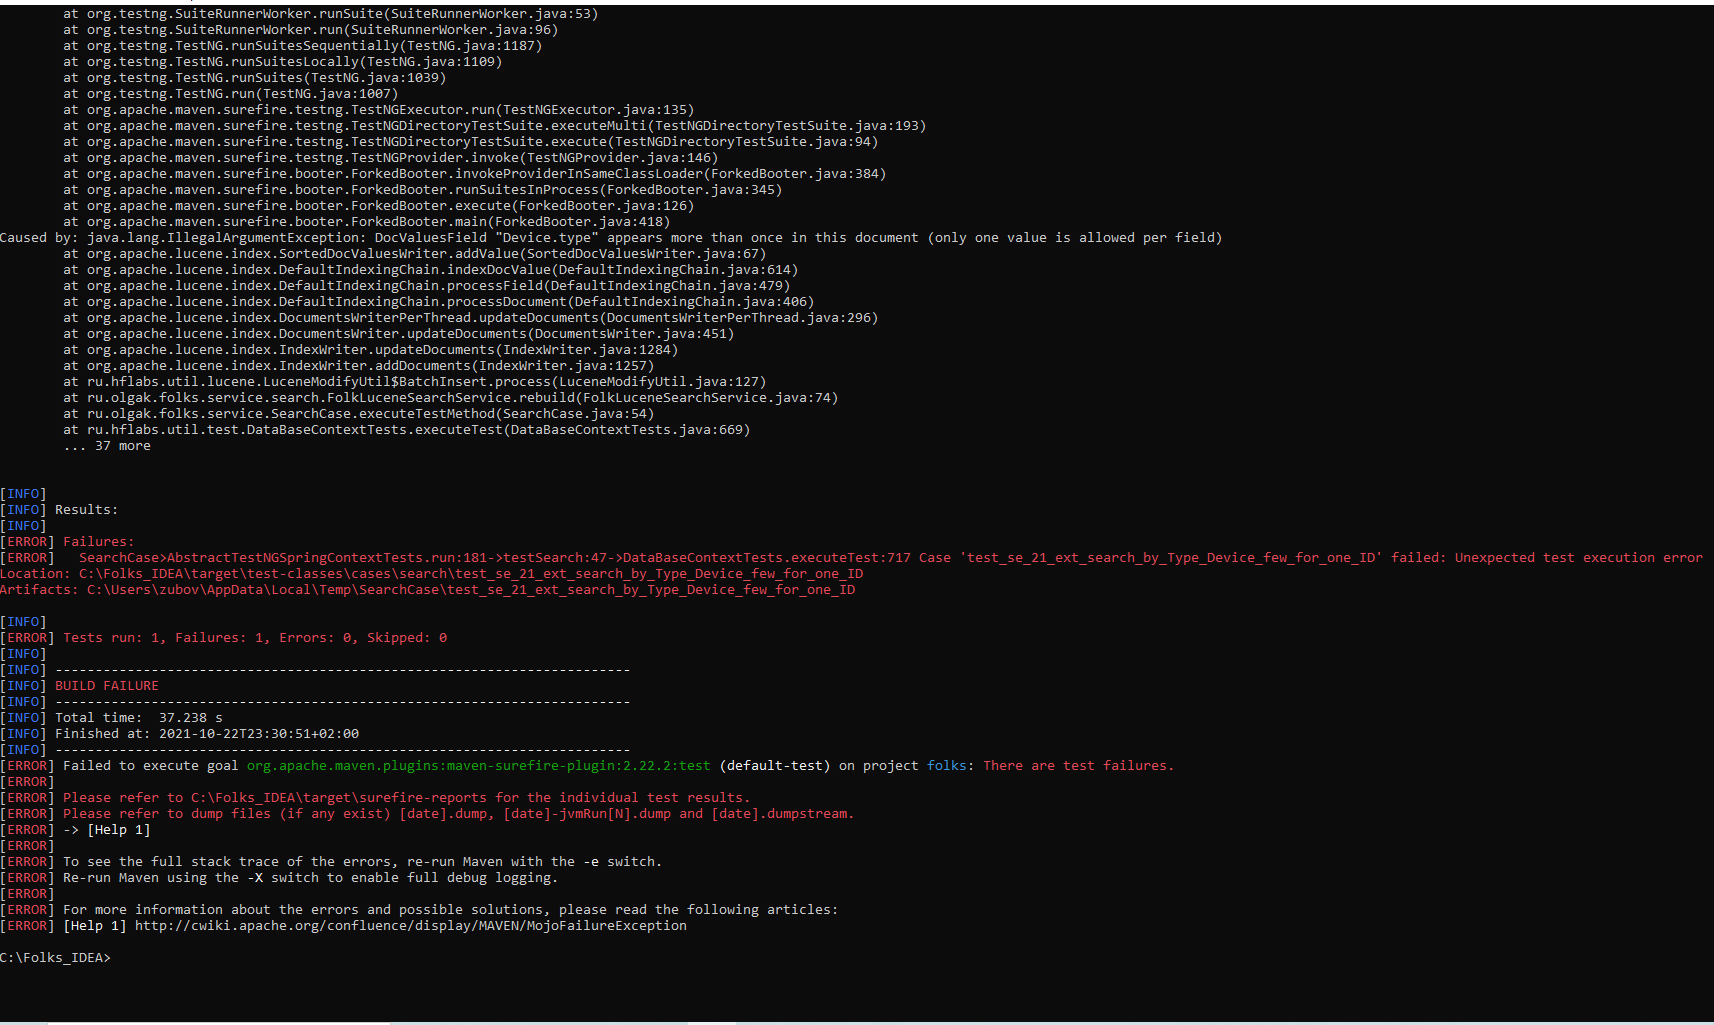 at org.testng.SuiteRunnerWorker.runSuite(SuiteRunnerWorker.java:53)
at org.testng.SuiteRunnerWorker.run(SuiteRunnerWorker.java:96)
at org.testng.TestNG.runSuitesSequentially(TestNG.java:1187)
at org.testng.TestNG.runSuitesLocally(TestNG.java:1109)
at org.testng.TestNG.runSuites(TestNG.java:1039)
at org.testng.TestNG.run(TestNG.java:1007)
at org.apache.maven.surefire.testng.TestNGExecutor.run(TestNGExecutor.java:135)
at org.apache.maven.surefire.testng.TestNGDirectoryTestSuite.executeMulti(TestNGDirectoryTestSuite.java:193)
at org.apache.maven.surefire.testng.TestNGDirectoryTestSuite.execute(TestNGDirectoryTestSuite.java:94)
at org.apache.maven.surefire.testng.TestNGProvider.invoke(TestNGProvider.java:146)
at org.apache.maven.surefire.booter.ForkedBooter.invokeProviderInSameClassLoader(ForkedBooter.java:384)
at org.apache.maven.surefire.booter.ForkedBooter.runSuitesInProcess(ForkedBooter.java:345)
at org.apache.maven.surefire.booter.ForkedBooter.execute(ForkedBooter.java:126)
at org.apache.maven.surefire.booter.ForkedBooter.main(ForkedBooter.java:418)
Caused by: java.lang.IllegalArgumentException: DocValuesField "Device.type" appears more than once in this document (only one value is allowed per field)
at org.apache.lucene.index.SortedDocValuesWriter.addValue(SortedDocValuesWriter.java:67)
at org.apache.lucene.index.DefaultIndexingChain.indexDocValue(DefaultIndexingChain.java:614)
at org.apache.lucene.index.DefaultIndexingChain.processField(DefaultIndexingChain.java:479)
at org.apache.lucene.index.DefaultIndexingChain.processDocument(DefaultIndexingChain.java:406)
at org.apache.lucene.index.DocumentsWriterPerThread.updateDocuments(DocumentsWriterPerThread.java:296)
at org.apache.lucene.index.DocumentsWriter.updateDocuments(DocumentsWriter.java:451)
at org.apache.lucene.index.IndexWriter.updateDocuments(IndexWriter.java:1284)
at org.apache.lucene.index.IndexWriter.addDocuments(IndexWriter.java:1257)
at ru.hflabs.util.lucene.LuceneModifyUtil$BatchInsert.process(LuceneModifyUtil.java:127)
at ru.olgak.folks.service.search.FolkLuceneSearchService.rebuild(FolkLuceneSearchService.java:74)
at ru.olgak.folks.service.SearchCase.executeTestMethod(SearchCase.java:54)
at ru.hflabs.util.test.DataBaseContextTests.executeTest(DataBaseContextTests.java:669)
... 37 more
[INFO]
[INFO] Results:
[INFO]
[ERROR] Failures:
[ERROR]   SearchCase>AbstractTestNGSpringContextTests.run:181->testSearch:47->DataBaseContextTests.executeTest:717 Case 'test_se_21_ext_search_by_Type_Device_few_for_one_ID' failed: Unexpected test execution error
Location: C:\Folks_IDEA\target\test-classes\cases\search\test_se_21_ext_search_by_Type_Device_few_for_one_ID
Artifacts: C:\Users\zubov\AppData\Local\Temp\SearchCase\test_se_21_ext_search_by_Type_Device_few_for_one_ID
[INFO]
[ERROR] Tests run: 1, Failures: 1, Errors: 0, Skipped: 0
[INFO]
[INFO] ------------------------------------------------------------------------
[INFO] BUILD FAILURE
[INFO] ------------------------------------------------------------------------
[INFO] Total time:  37.238 s
[INFO] Finished at: 2021-10-22T23:30:51+02:00
[INFO] ------------------------------------------------------------------------
[ERROR] Failed to execute goal org.apache.maven.plugins:maven-surefire-plugin:2.22.2:test (default-test) on project folks: There are test failures.
[ERROR]
[ERROR] Please refer to C:\Folks_IDEA\target\surefire-reports for the individual test results.
[ERROR] Please refer to dump files (if any exist) [date].dump, [date]-jvmRun[N].dump and [date].dumpstream.
[ERROR] -> [Help 1]
[ERROR]
[ERROR] To see the full stack trace of the errors, re-run Maven with the -e switch.
[ERROR] Re-run Maven using the -X switch to enable full debug logging.
[ERROR]
[ERROR] For more information about the errors and possible solutions, please read the following articles:
[ERROR] [Help 1] http://cwiki.apache.org/confluence/display/MAVEN/MojoFailureException
C:\Folks_IDEA>